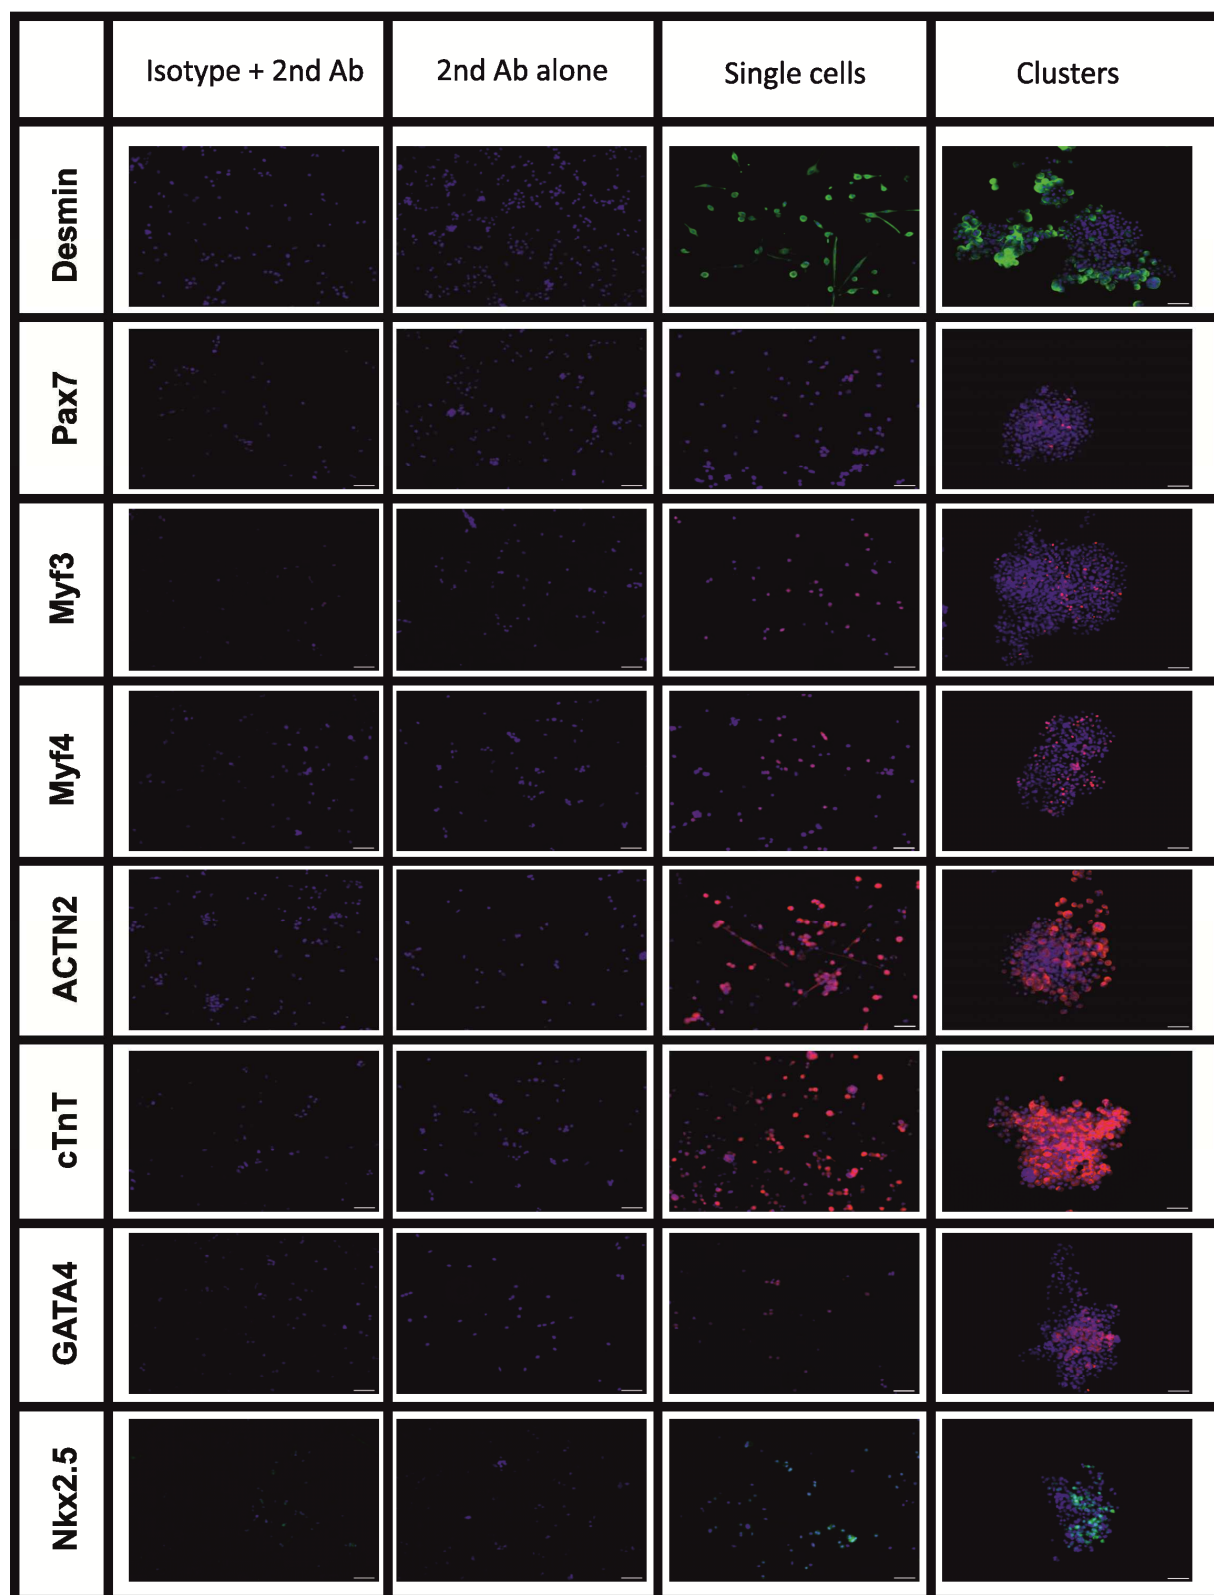 Isotype + 2nd Ab
2nd Ab alone
Single cells
Clusters
Desmin
Pax7
Myf3
Myf4
ACTN2
cTnT
GATA4
Nkx2.5